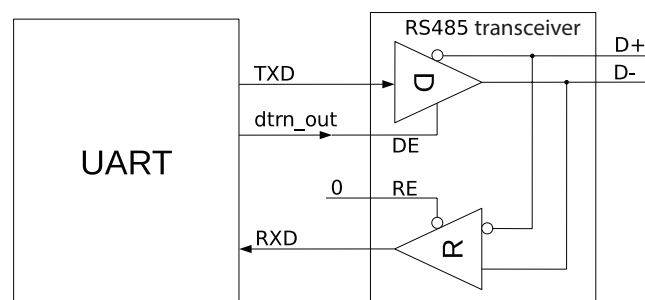 RS485 transceiver
D+
D-
TXD
D
dtrn_out
DE
UART
0
RE
RXD
R